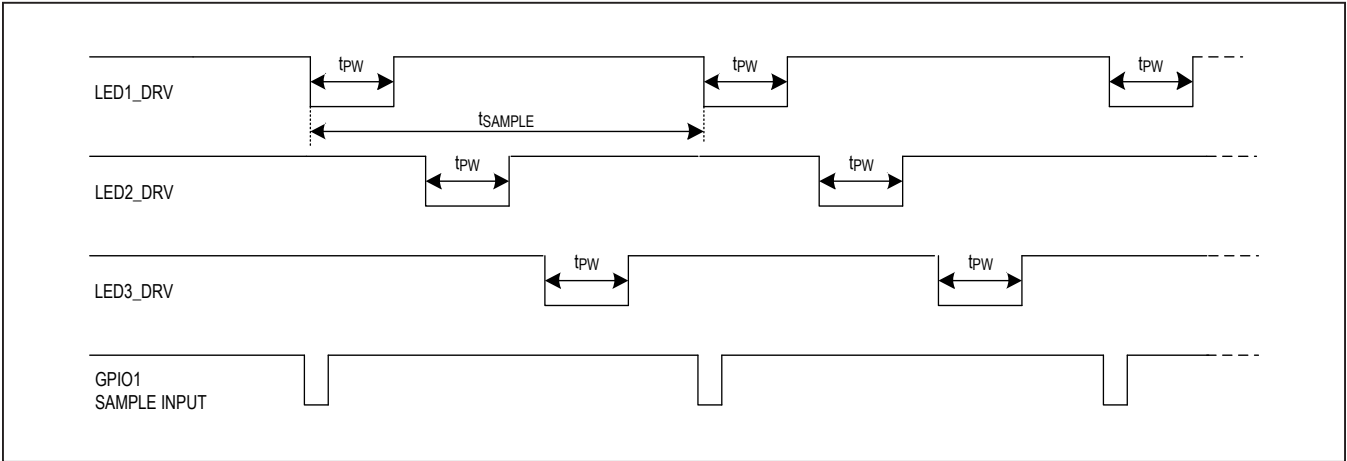 tPW tPW tPW
LED1_DRV
tSAMPLE
tPW tPW
LED2_DRV
tPW tPW
LED3_DRV
GPIO1
SAMPLE INPUT